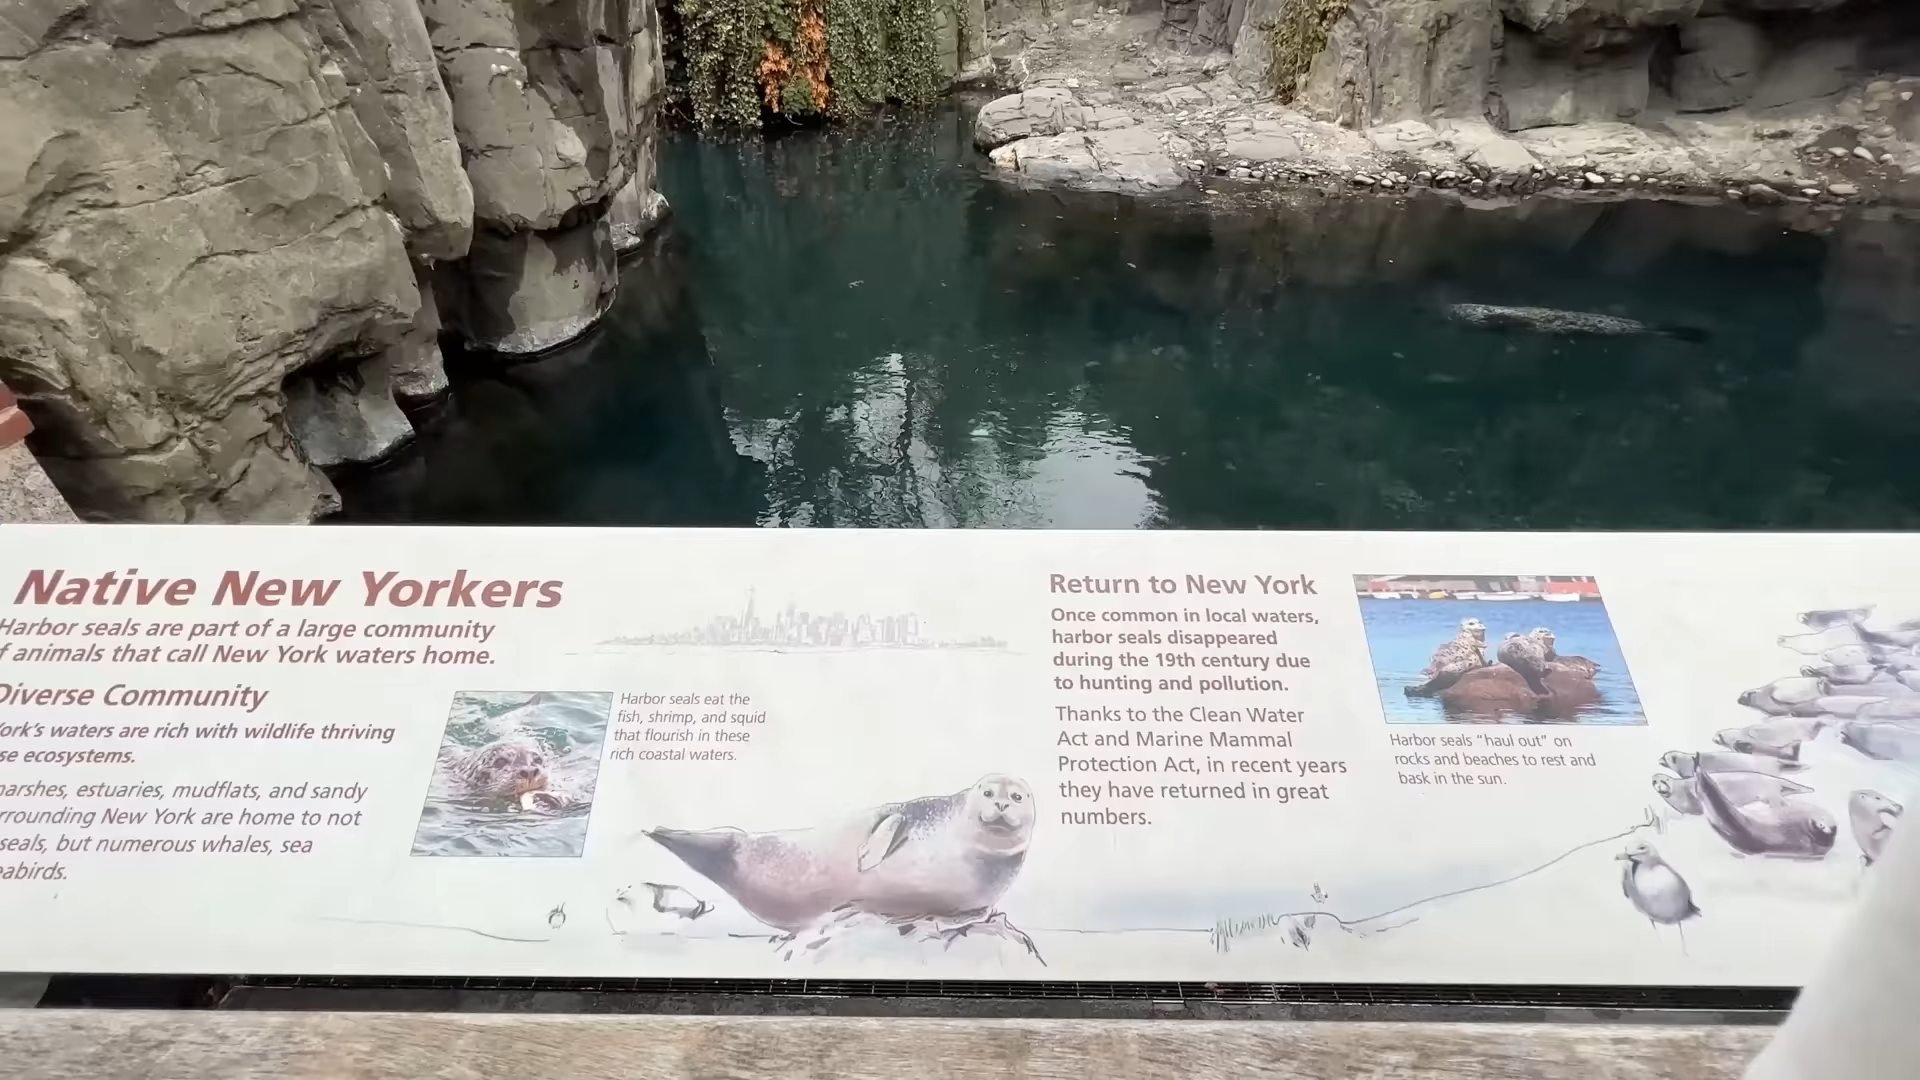 Native New Yorkers
Harbor seals are part of a large community
of animals that call New York waters home.
Diverse Community
York's waters are rich with wildlife thriving
ecosystems.
marshes, estuaries, mudflats, and sandy
surrounding New York are home to not
seals, but numerous whales, sea
seabirds.
Harbor seals eat the
fish, shrimp, and squid
that flourish in these
rich coastal waters.
Return to New York
Once common in local waters,
harbor seals disappeared
during the 19th century due
to hunting and pollution.
Thanks to the Clean Water
Act and Marine Mammal
Protection Act, in recent years
they have returned in great
numbers.
Harbor seals "haul out" on
rocks and beaches to rest and
bask in the sun.